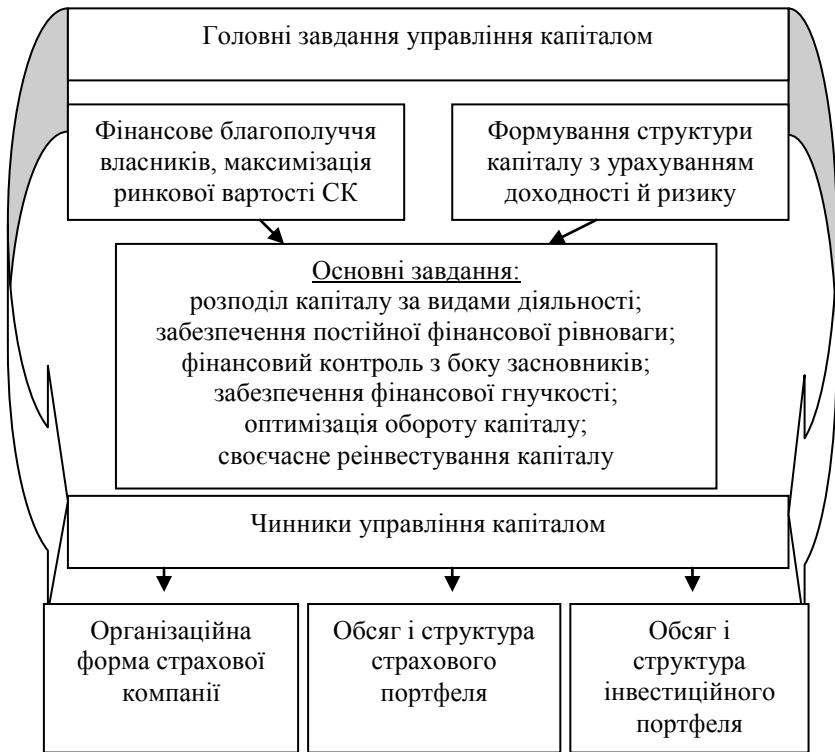 Головні завдання управління капіталом
Фінансове благополуччя
власників, максимізація
ринкової вартості СК
Формування структури
капіталу з урахуванням
доходності й ризику
Основні завдання:
розподіл капіталу за видами діяльності;
забезпечення постійної фінансової рівноваги;
фінансовий контроль з боку засновників;
забезпечення фінансової гнучкості;
оптимізація обороту капіталу;
своєчасне реінвестування капіталу
Чинники управління капіталом
Організаційна
форма страхової
компанії
Обсяг і структура
страхового
портфеля
Обсяг і
структура
інвестиційного
портфеля